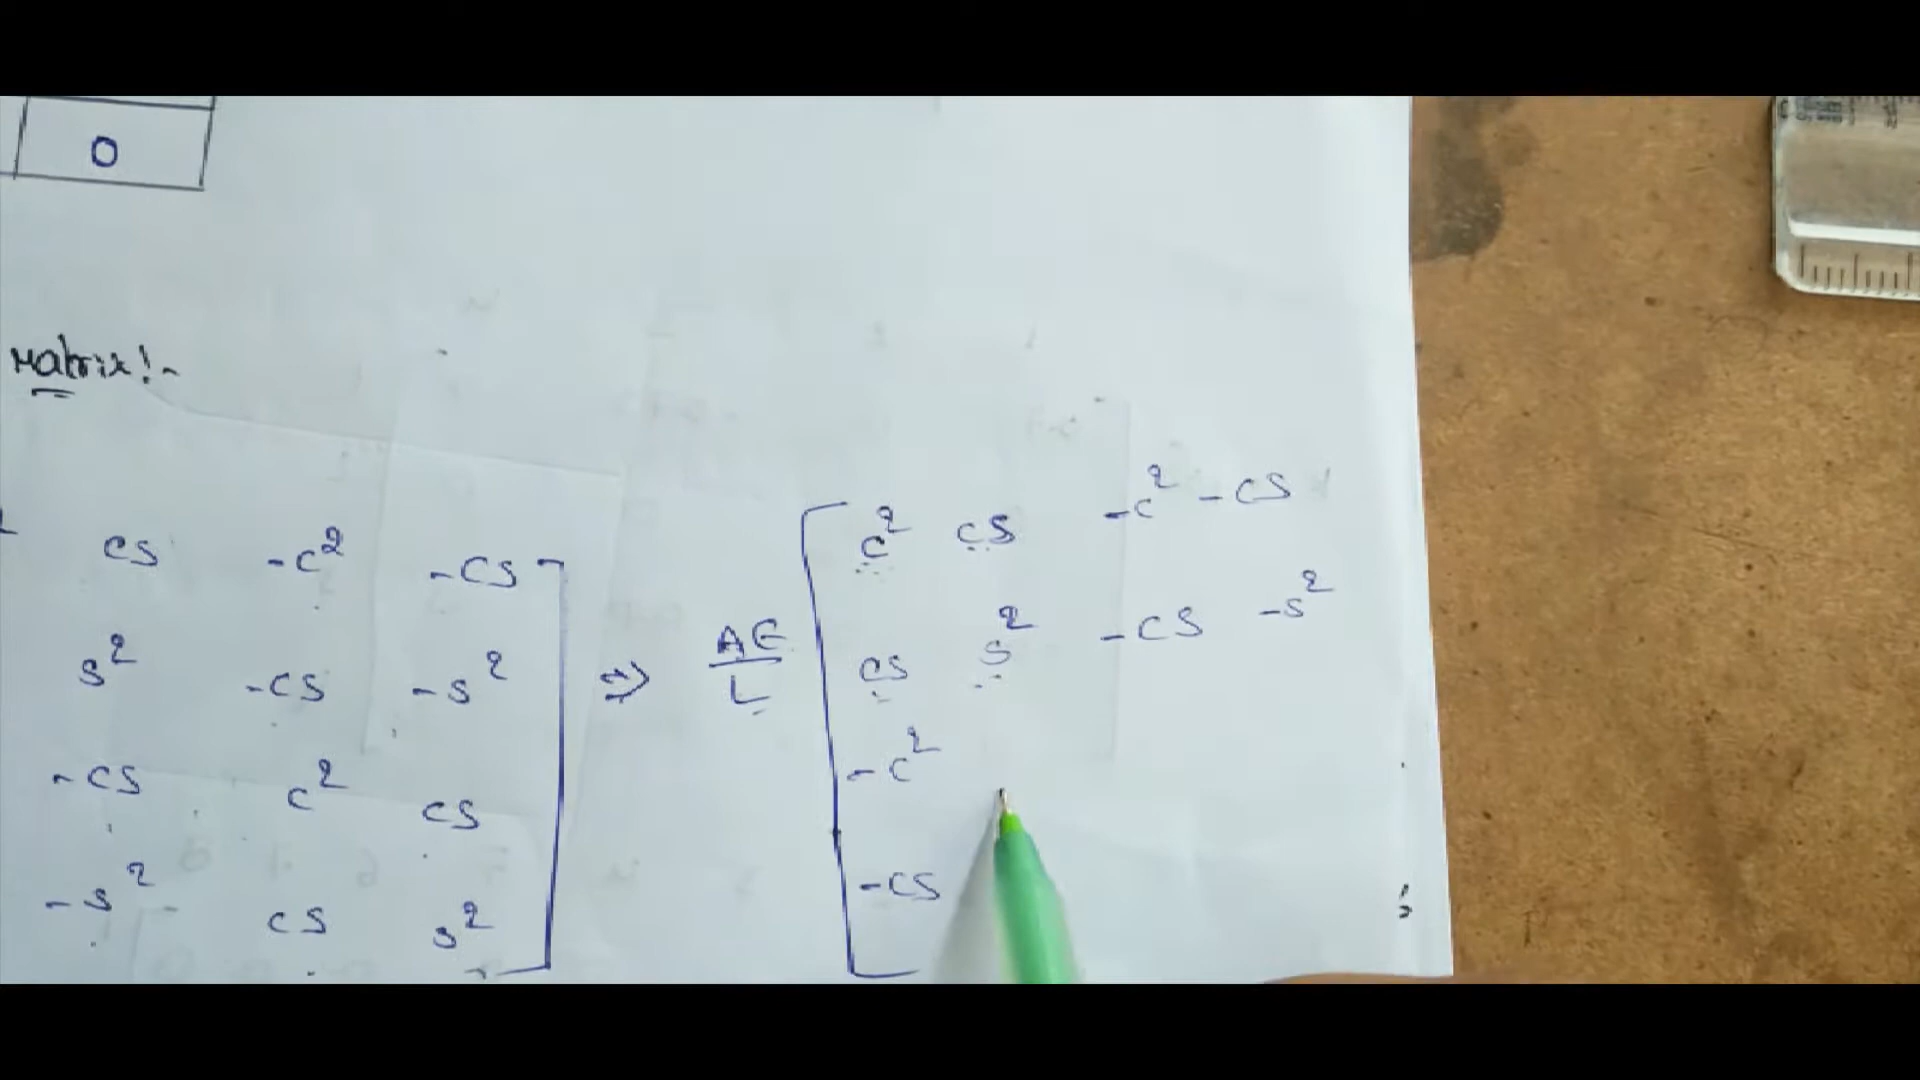 0
Matrix:-
cs -c² -cs
s² -cs -s²
-cs c² cs
-s² cs s²
⇒ AE
L
c² cs -c² -cs
cs s² -cs -s²
-c²
-cs